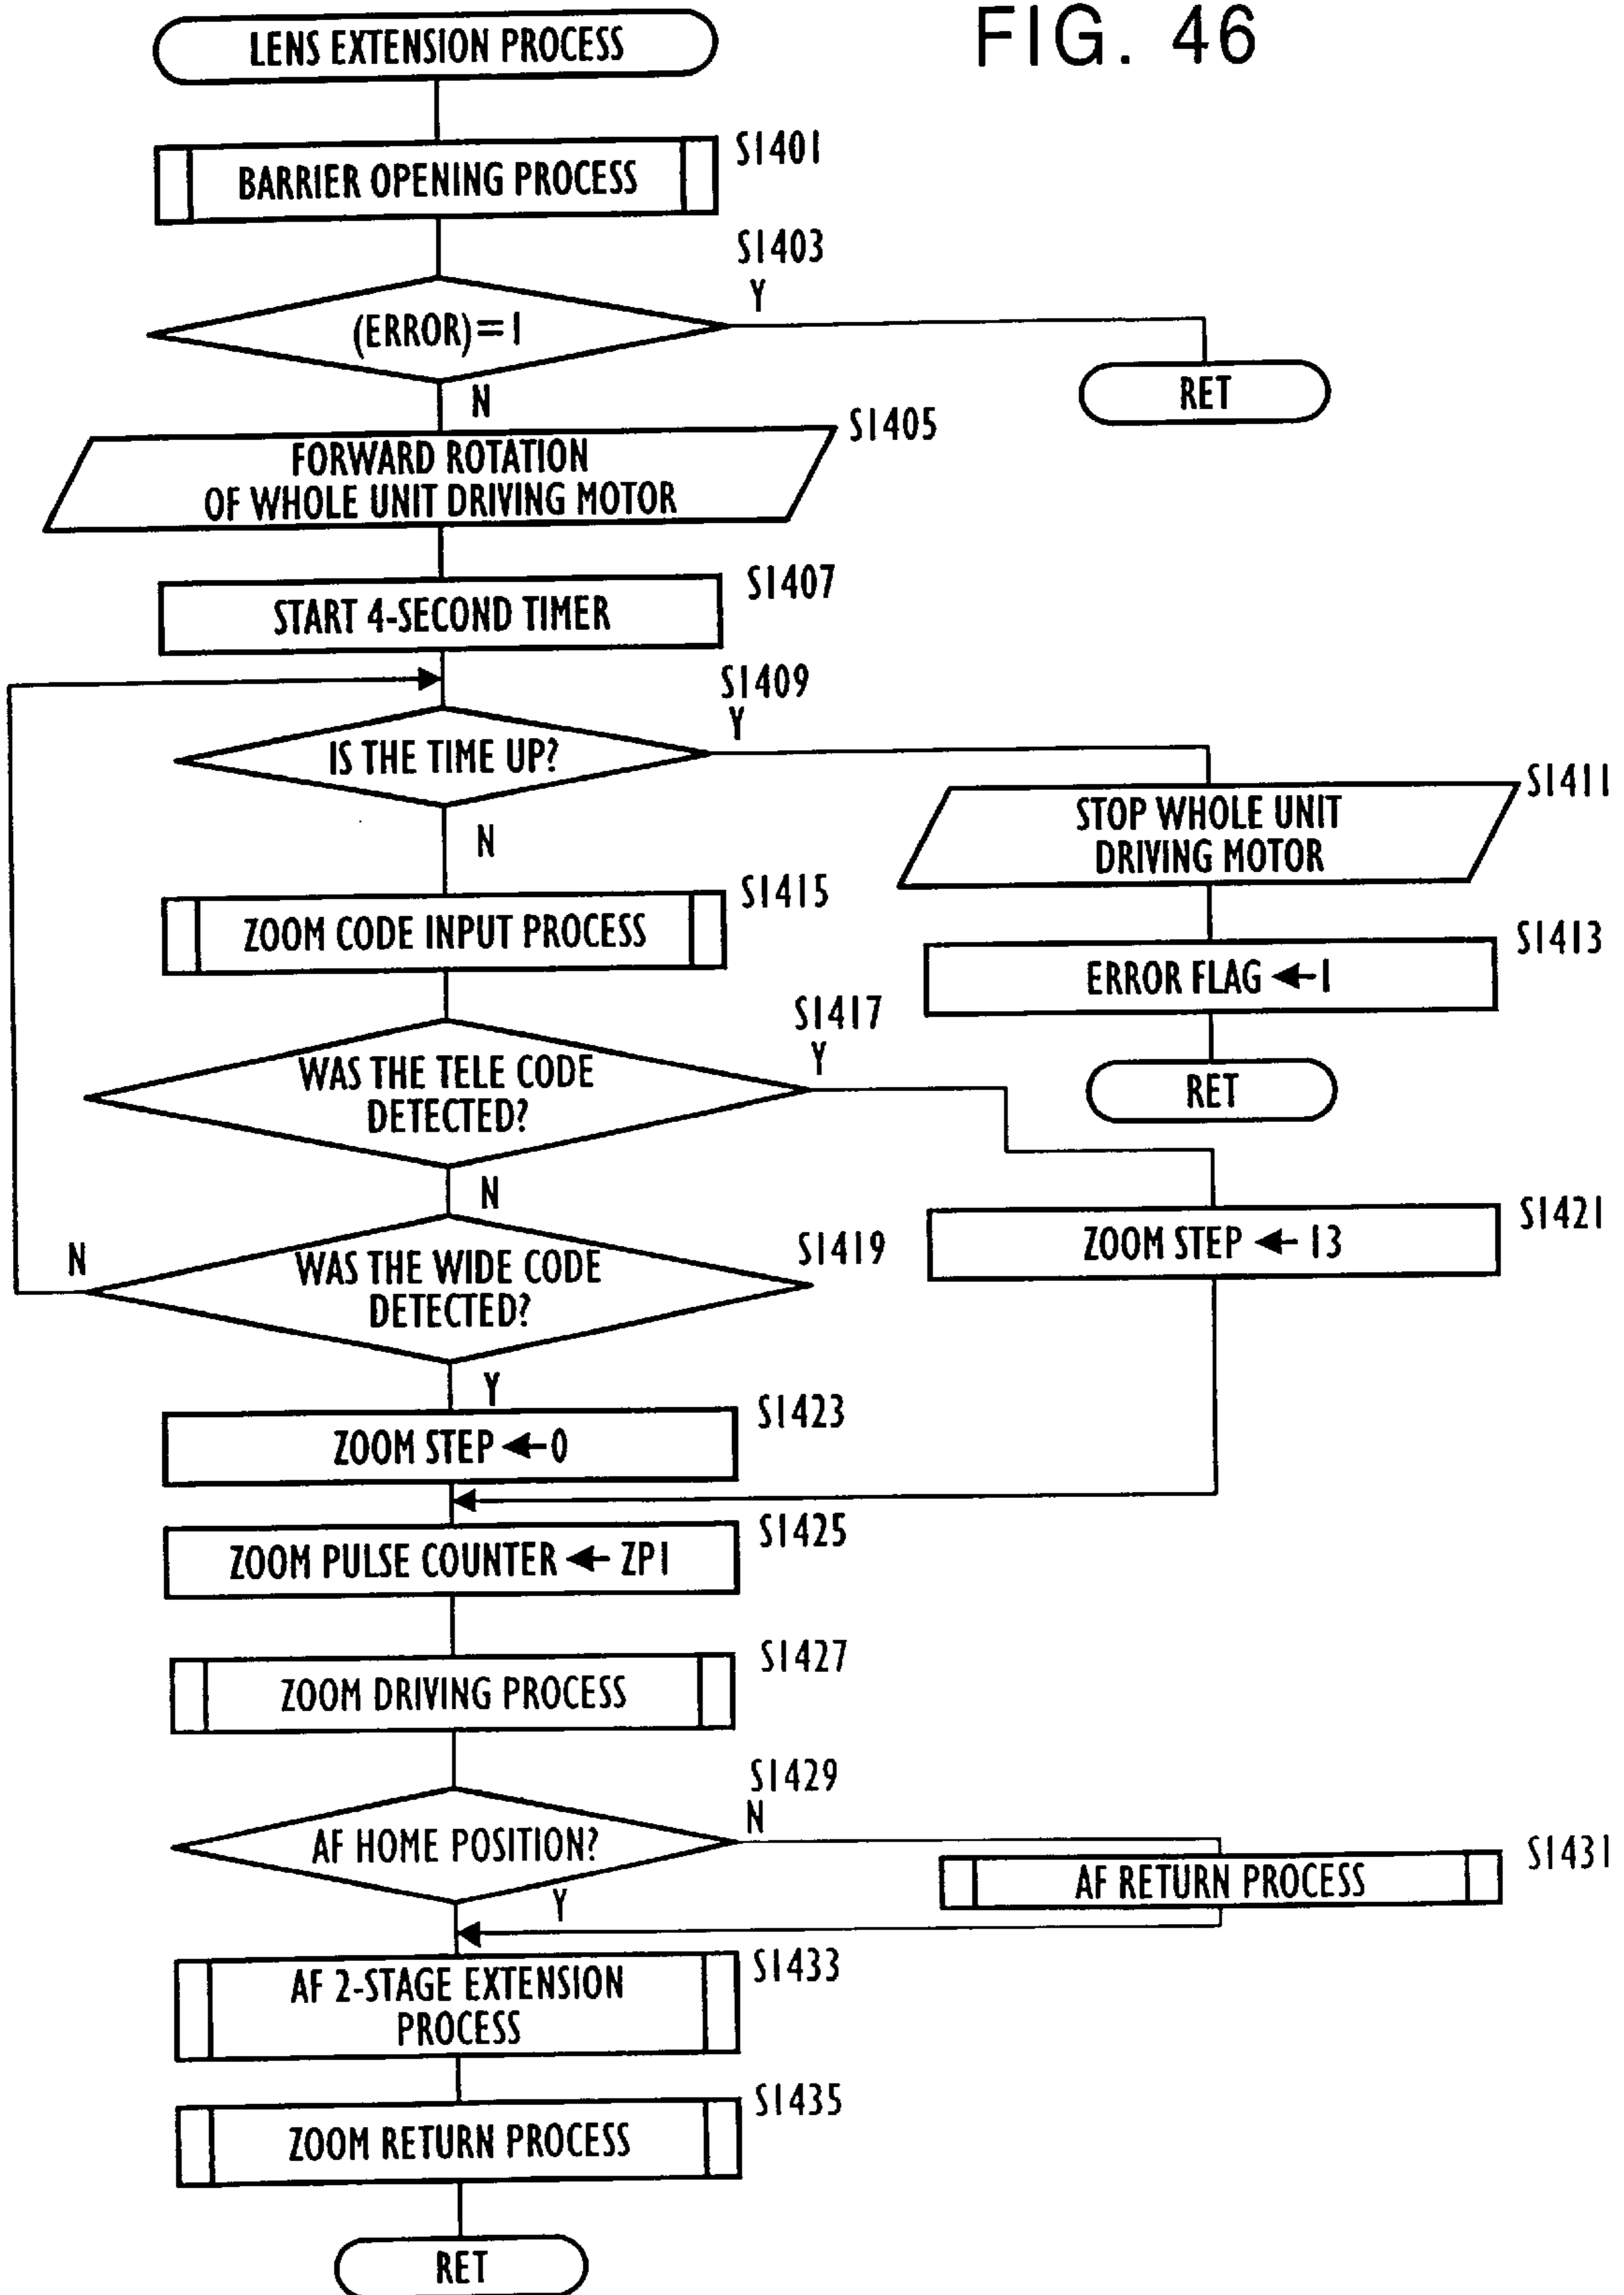 FIG. 46
LENS EXTENSION PROCESS
S1401
BARRIER OPENING PROCESS
S1403
Y
(ERROR)=1
RET
N
S1405
FORWARD ROTATION
OF WHOLE UNIT DRIVING MOTOR
S1407
START 4-SECOND TIMER
S1409
Y
IS THE TIME UP?
S1411
STOP WHOLE UNIT
DRIVING MOTOR
N
S1415
ZOOM CODE INPUT PROCESS
S1413
ERROR FLAG ←1
S1417
Y
WAS THE TELE CODE
DETECTED?
RET
N
S1421
ZOOM STEP ← 13
S1419
N
WAS THE WIDE CODE
DETECTED?
Y
S1423
ZOOM STEP ←0
S1425
ZOOM PULSE COUNTER ← ZP1
S1427
ZOOM DRIVING PROCESS
S1429
N
AF HOME POSITION?
S1431
AF RETURN PROCESS
Y
S1433
AF 2-STAGE EXTENSION
PROCESS
S1435
ZOOM RETURN PROCESS
RET